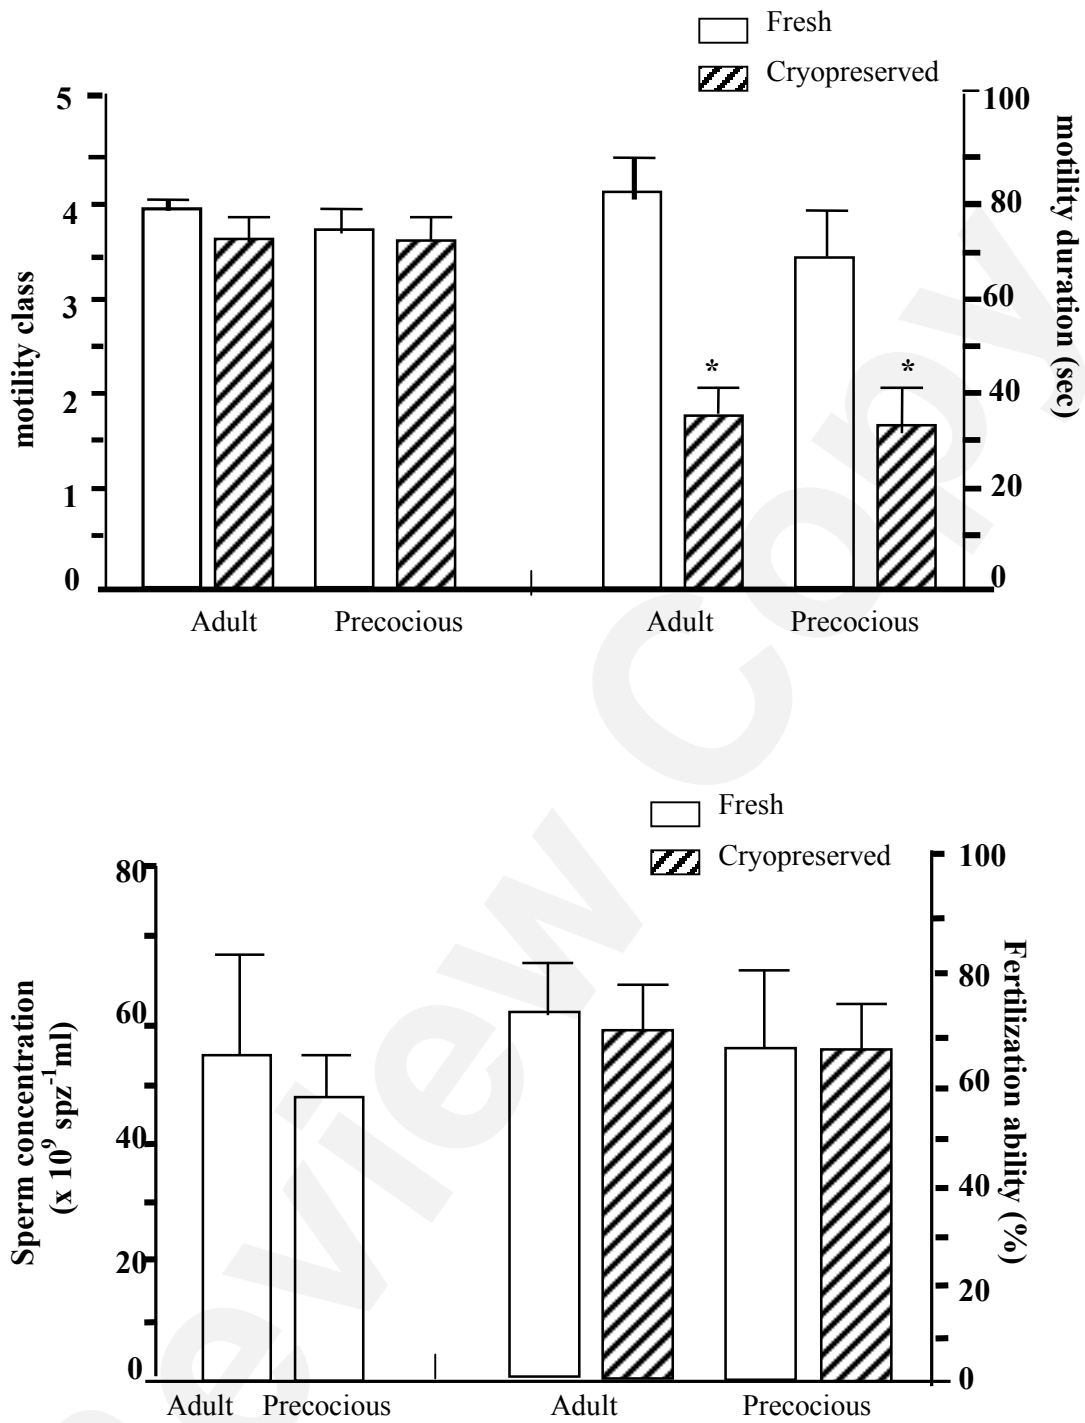 Fresh
Cryopreserved
5
4
3
2
1
0
motility class
100
80
60
40
20
0
motility duration (sec)
*
*
Adult
Precocious
Adult
Precocious
Fresh
Cryopreserved
80
60
40
20
0
Sperm concentration
(x 10⁹ spz⁻¹ml)
100
80
60
40
20
0
Fertilization ability (%)
Adult
Precocious
Adult
Precocious
Review Copy